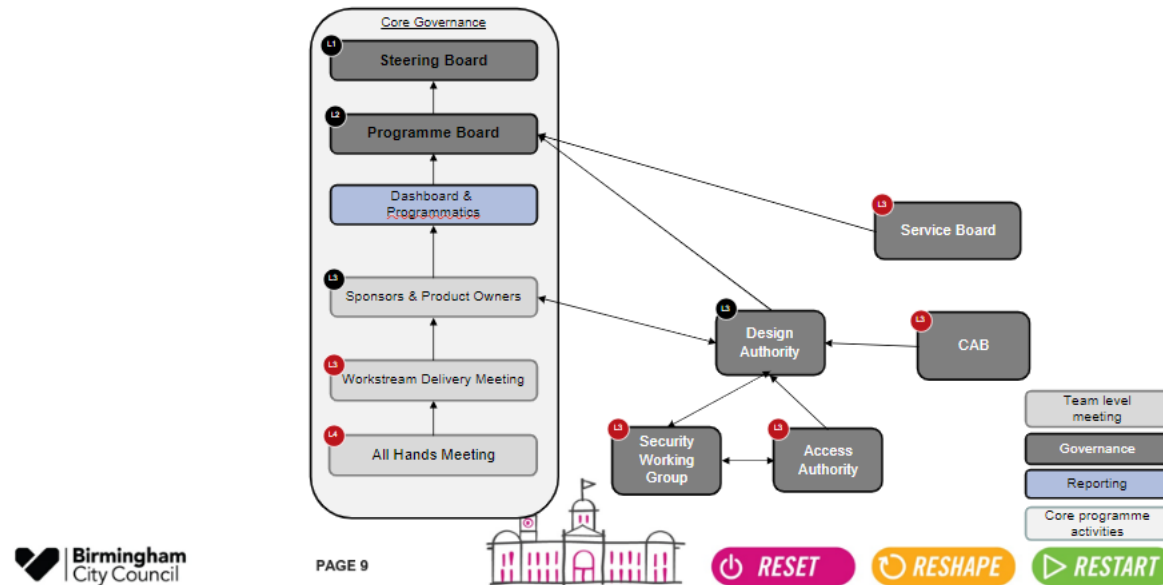 Core Governance
L1
Steering Board
L2
Programme Board
Dashboard &
Programmatics
L3
Sponsors & Product Owners
L3
Workstream Delivery Meeting
L4
All Hands Meeting
L3
Service Board
L3
Design
Authority
L3
CAB
L3
Security
Working
Group
L3
Access
Authority
Team level
meeting
Governance
Reporting
Core programme
activities
Birmingham
City Council
PAGE 9
RESET
RESHAPE
RESTART